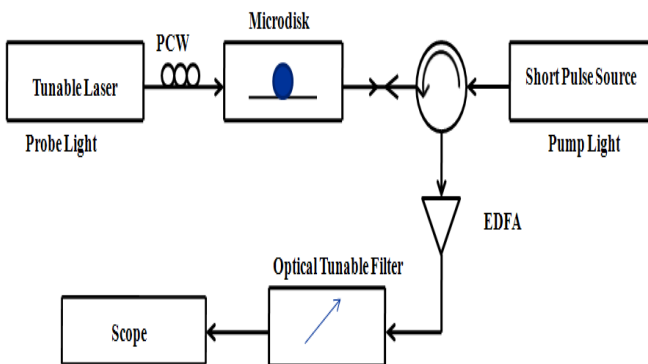 Microdisk
PCW
Tunable Laser
Short Pulse Source
Probe Light
Pump Light
EDFA
Optical Tunable Filter
Scope